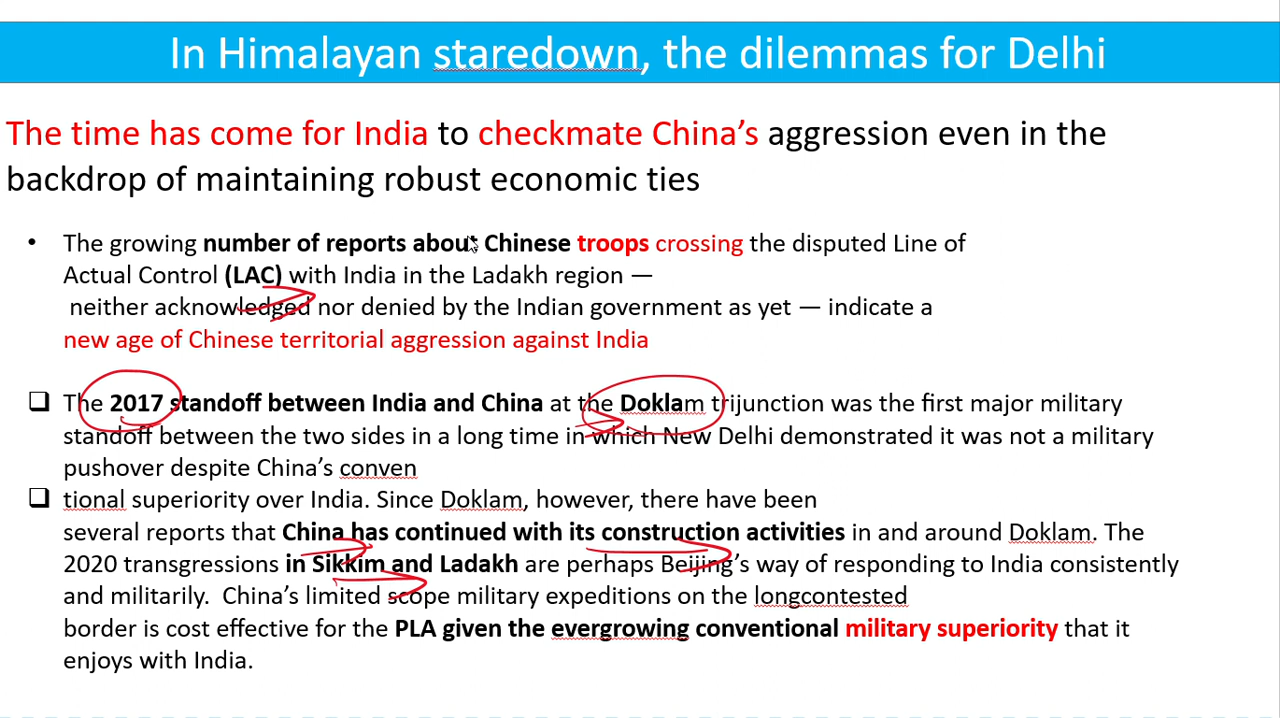 In Himalayan staredown, the dilemmas for Delhi
The time has come for India to checkmate China's aggression even in the
backdrop of maintaining robust economic ties
• The growing number of reports about Chinese troops crossing the disputed Line of
Actual Control (LAC) with India in the Ladakh region —
neither acknowledged nor denied by the Indian government as yet — indicate a
new age of Chinese territorial aggression against India
❑ The 2017 standoff between India and China at the Doklam trijunction was the first major military
standoff between the two sides in a long time in which New Delhi demonstrated it was not a military
pushover despite China's conven
❑ tional superiority over India. Since Doklam, however, there have been
several reports that China has continued with its construction activities in and around Doklam. The
2020 transgressions in Sikkim and Ladakh are perhaps Beijing's way of responding to India consistently
and militarily.  China's limited scope military expeditions on the longcontested
border is cost effective for the PLA given the evergrowing conventional military superiority that it
enjoys with India.